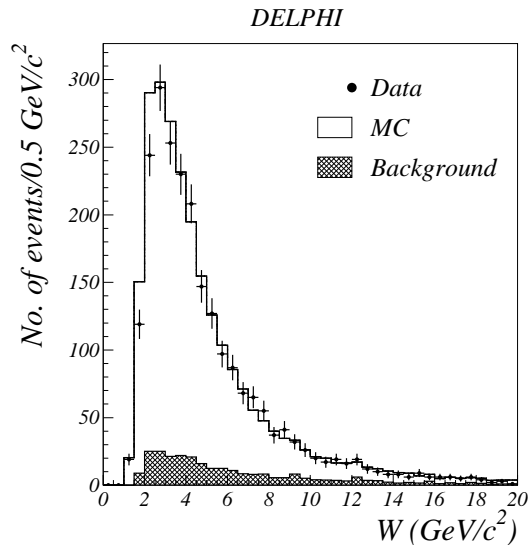 DELPHI
No. of events/0.5 GeV/c²
300
250
200
150
100
50
0
Data
MC
Background
0 2 4 6 8 10 12 14 16 18 20
W (GeV/c²)